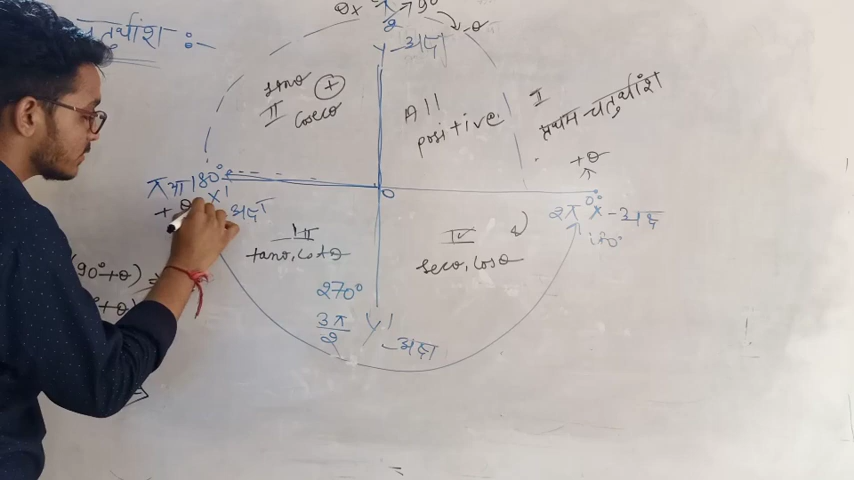 चतुर्थांश :-
π/2 → 90°
-θ
Y-अक्ष
sinθ +
II cosecθ
All
positive
I
प्रथम-चतुर्थांश
+θ
π 180°
X'
+θ
-अक्ष
0
0°
2π X-अक्ष
III
tanθ, cotθ
IV
secθ, cosθ
(90°+θ)
270°
3π/2
Y'
-अक्ष